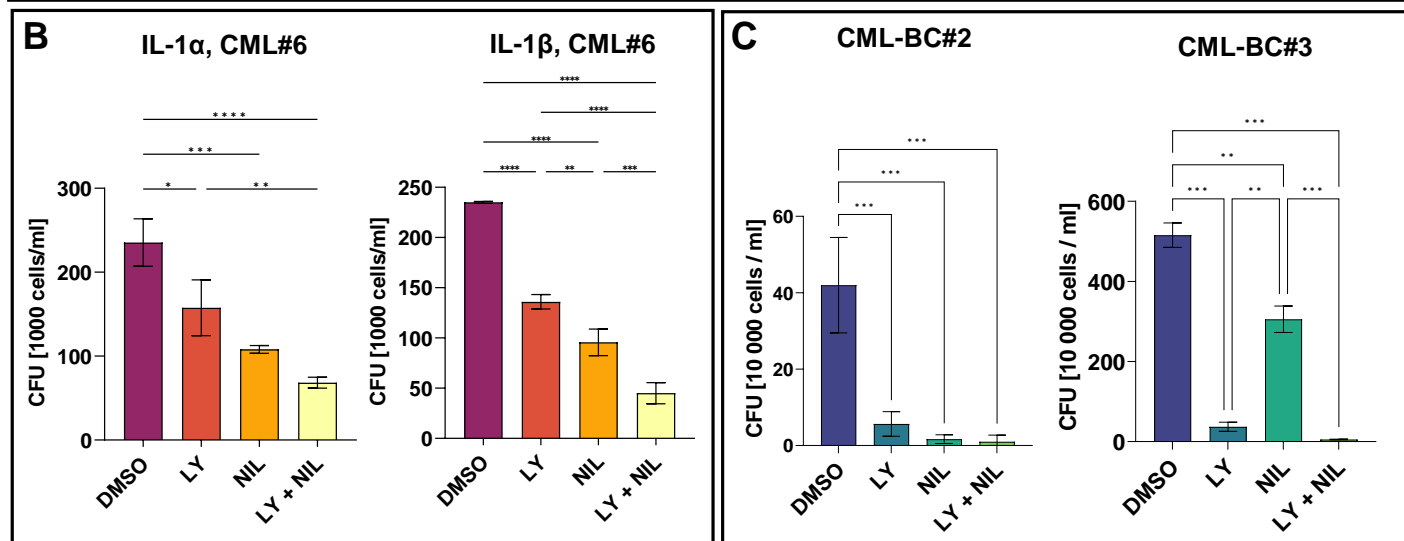 B
IL-1α, CML#6
IL-1β, CML#6
****
****
****
***
****
*
**
****
**
***
CFU [1000 cells/ml]
300
200
100
0
DMSO
LY
NIL
LY + NIL
CFU [1000 cells/ml]
250
200
150
100
50
0
DMSO
LY
NIL
LY + NIL
C
CML-BC#2
CML-BC#3
***
***
***
***
**
***
**
***
CFU [10 000 cells / ml]
60
40
20
0
DMSO
LY
NIL
LY + NIL
CFU [10 000 cells / ml]
600
400
200
0
DMSO
LY
NIL
LY + NIL